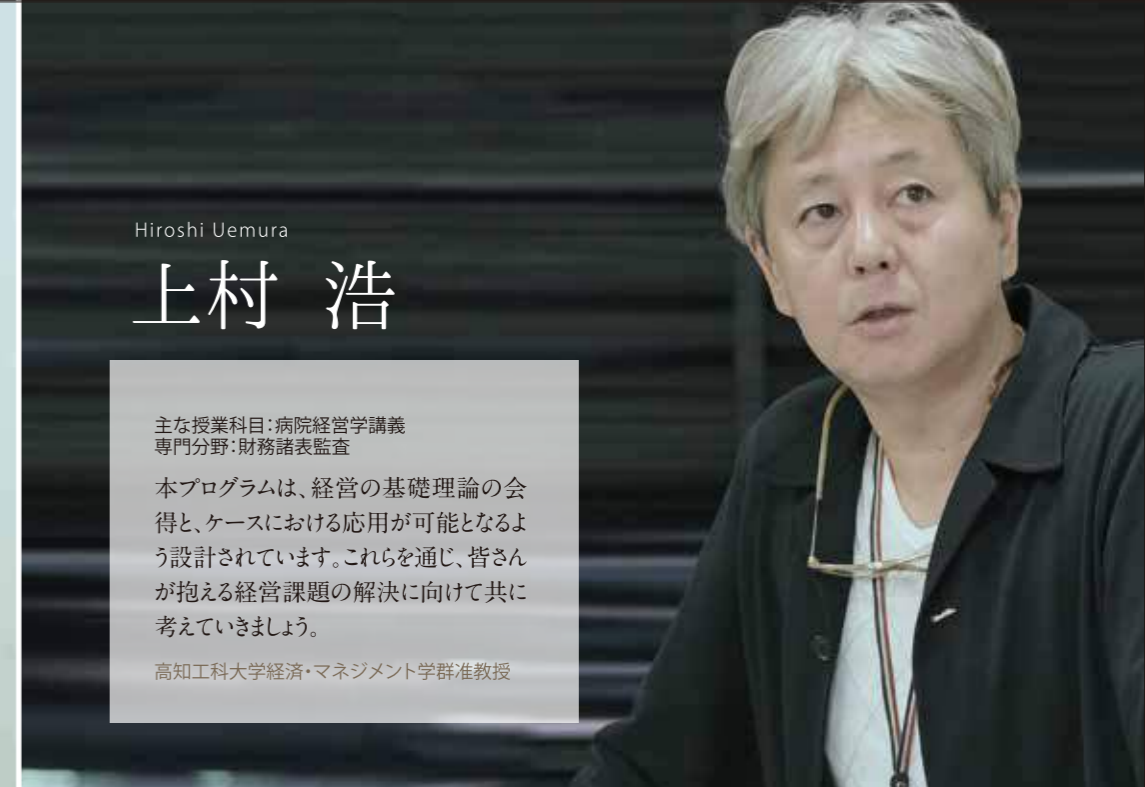 Hiroshi Uemura
上村 浩
主な授業科目：病院経営学講義
専門分野：財務諸表監査
本プログラムは、経営の基礎理論の会
得と、ケースにおける応用が可能となるよ
う設計されています。これらを通じ、皆さん
が抱える経営課題の解決に向けて共に
考えていきましょう。
高知工科大学経済・マネジメント学群准教授